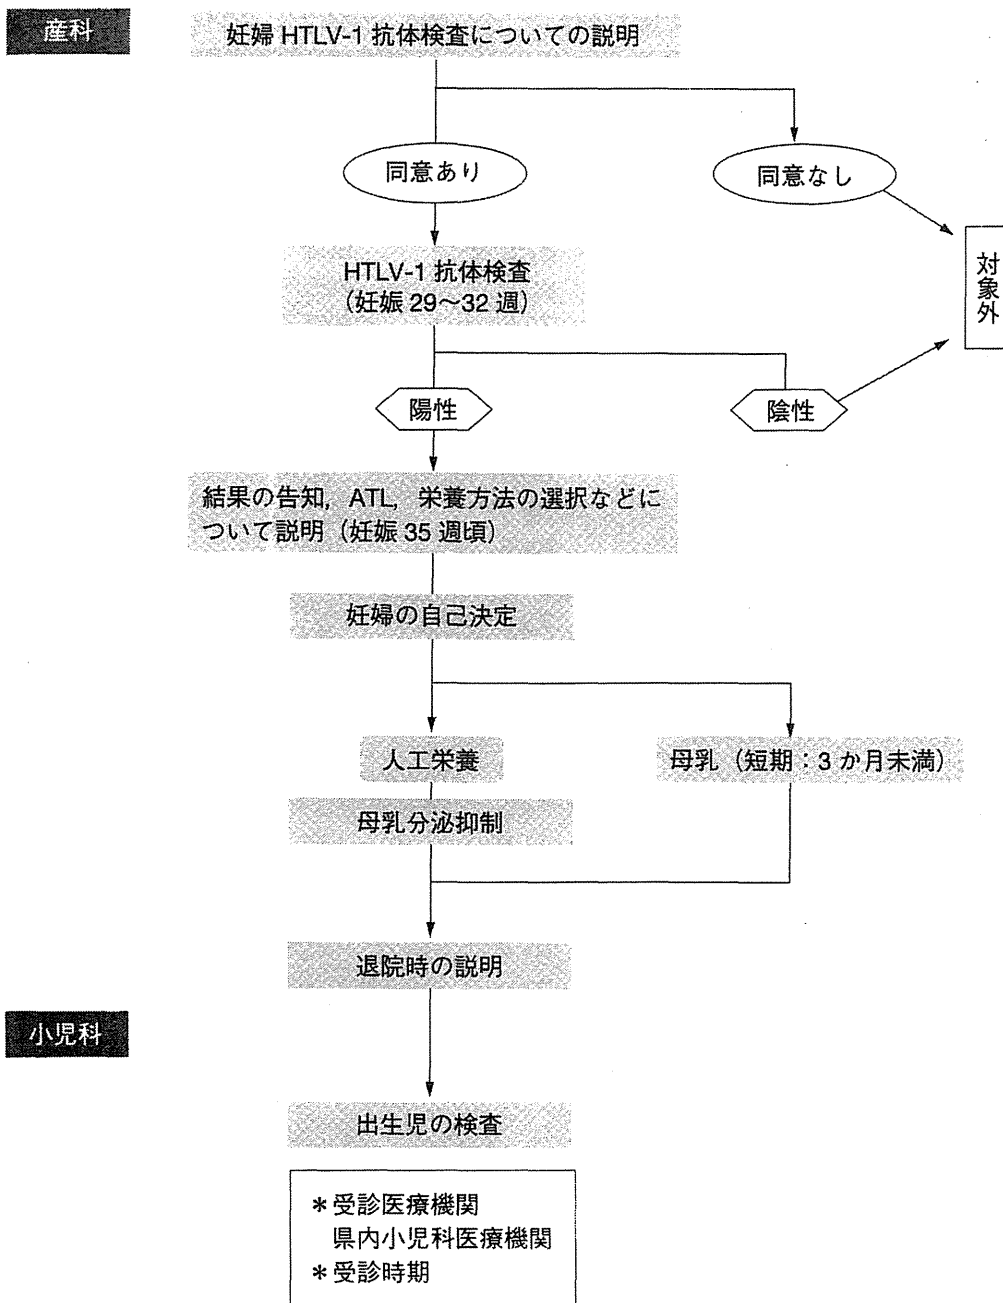 産科
妊婦 HTLV-1 抗体検査についての説明
同意あり
同意なし
HTLV-1 抗体検査
（妊娠 29〜32 週）
対象外
陽性
陰性
結果の告知，ATL，栄養方法の選択などに
ついて説明（妊娠 35 週頃）
妊婦の自己決定
人工栄養
母乳（短期：3 か月未満）
母乳分泌抑制
退院時の説明
小児科
出生児の検査
＊受診医療機関
県内小児科医療機関
＊受診時期